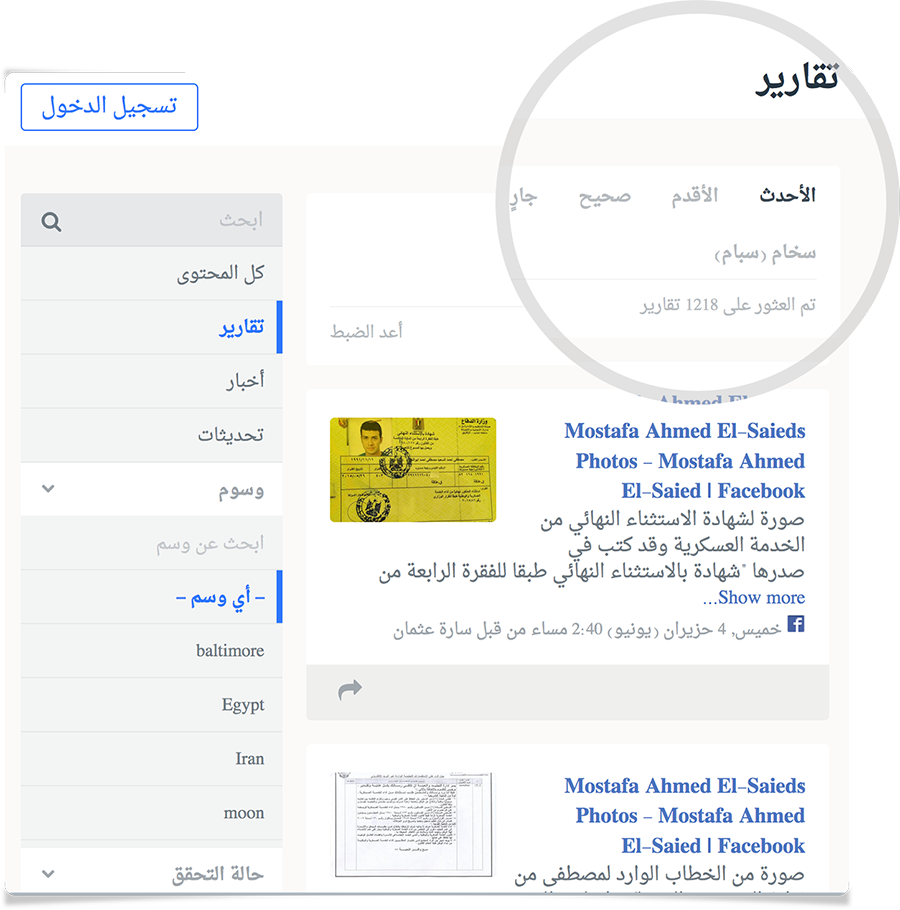 تقارير
تسجيل الدخول
الأحدث
الأقدم
صحيح
جارٍ
سخام (سبام)
تم العثور على 1218 تقارير
أعد الضبط
ابحث
كل المحتوى
تقارير
أخبار
تحديثات
وسوم
ابحث عن وسم
– أي وسم –
baltimore
Egypt
Iran
moon
حالة التحقق
Mostafa Ahmed El-Saieds
Photos - Mostafa Ahmed
El-Saied | Facebook
صورة لشهادة الاستثناء النهائي من
الخدمة العسكرية وقد كتب في
صدرها "شهادة بالاستثناء النهائي طبقا للفقرة الرابعة من
...Show more
خميس, 4 حزيران (يونيو) 2:40 مساء من قبل سارة عثمان
Mostafa Ahmed El-Saieds
Photos - Mostafa Ahmed
El-Saied | Facebook
صورة من الخطاب الوارد لمصطفى من